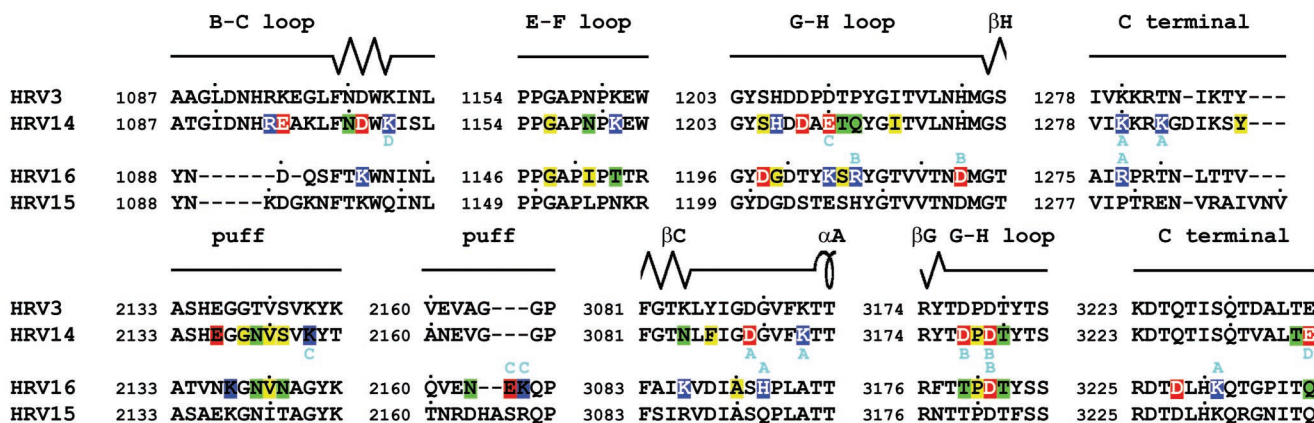 B-C loop E-F loop G-H loop βH C terminal
HRV3 1087 AAGLDNHRKEGLFNDWKINL 1154 PPGAPNPKEW 1203 GYSHDDPDTPYGITVLNHMGS 1278 IVKKRTN-IKTY---
HRV14 1087 ATGIDNHREAKLFNDWKISL 1154 PPGAPNPKEW 1203 GYSHDDAETQYGITVLNHMGS 1278 VIKKRKGDIKSY---
D C A A
B B A
HRV16 1088 YN------D-QSFTKWNINL 1146 PPGAPIPTTR 1196 GYDGDTYKSRYGTVVTNDMGT 1275 AIRPRTNLTTV---
HRV15 1088 YN-----KDGKNFTKWQINL 1149 PPGAPLPNKR 1199 GYDGDSTESHYGTVVTNDMGT 1277 VIPTRENVRAIVNV
puff puff βC αA βG G-H loop C terminal
HRV3 2133 ASHEGGTVSVKYK 2160 VEVAG---GP 3081 FGTKLYIGDGVFKTT 3174 RYTDPDTYTS 3223 KDTQTISQTDALTE
HRV14 2133 ASHEGGNVSVKYT 2160 ANEVGG---GP 3081 FGTNLFIGDGVFKTT 3174 RYTDPDTYTS 3223 KDTQTISQTVALTE
C A A B B D
C C A B A
HRV16 2133 ATVNKGNVNAGYK 2160 QVEN--EKQP 3083 FAIKVDIASHPLATT 3176 RFTTPDTYSS 3225 RDTDLHKQTGPITQ
HRV15 2133 ASAEKGNITAGYK 2160 TNRDHASRQP 3083 FSIRVDIASQPLATT 3176 RNTTPDTFSS 3225 RDTDLHKQRGNITQ